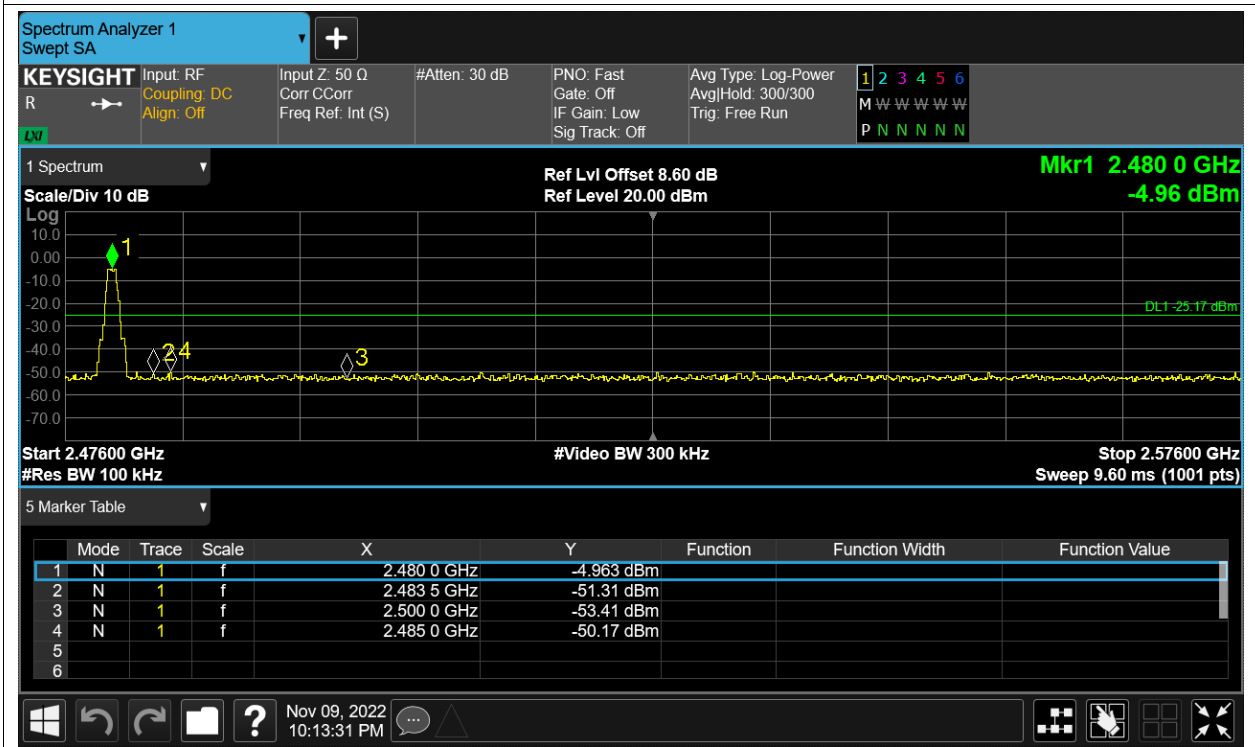 Spectrum Analyzer 1
Swept SA
KEYSIGHT Input: RF Input Z: 50 Ω #Atten: 30 dB PNO: Fast Avg Type: Log-Power 1 2 3 4 5 6
R Coupling: DC Corr CCorr Gate: Off Avg|Hold: 300/300 M W W W W W
Align: Off Freq Ref: Int (S) IF Gain: Low Trig: Free Run
LXI Sig Track: Off P N N N N N
1 Spectrum Ref Lvl Offset 8.60 dB Mkr1 2.480 0 GHz
Scale/Div 10 dB Ref Level 20.00 dBm -4.96 dBm
Log
10.0
1
0.00
-10.0
-20.0
DL1 -25.17 dBm
-30.0
-40.0
2 4 3
-50.0
-60.0
-70.0
Start 2.47600 GHz #Video BW 300 kHz Stop 2.57600 GHz
#Res BW 100 kHz Sweep 9.60 ms (1001 pts)
5 Marker Table
Mode Trace Scale X Y Function Function Width Function Value
1 N 1 f 2.480 0 GHz -4.963 dBm
2 N 1 f 2.483 5 GHz -51.31 dBm
3 N 1 f 2.500 0 GHz -53.41 dBm
4 N 1 f 2.485 0 GHz -50.17 dBm
5
6
? Nov 09, 2022
10:13:31 PM